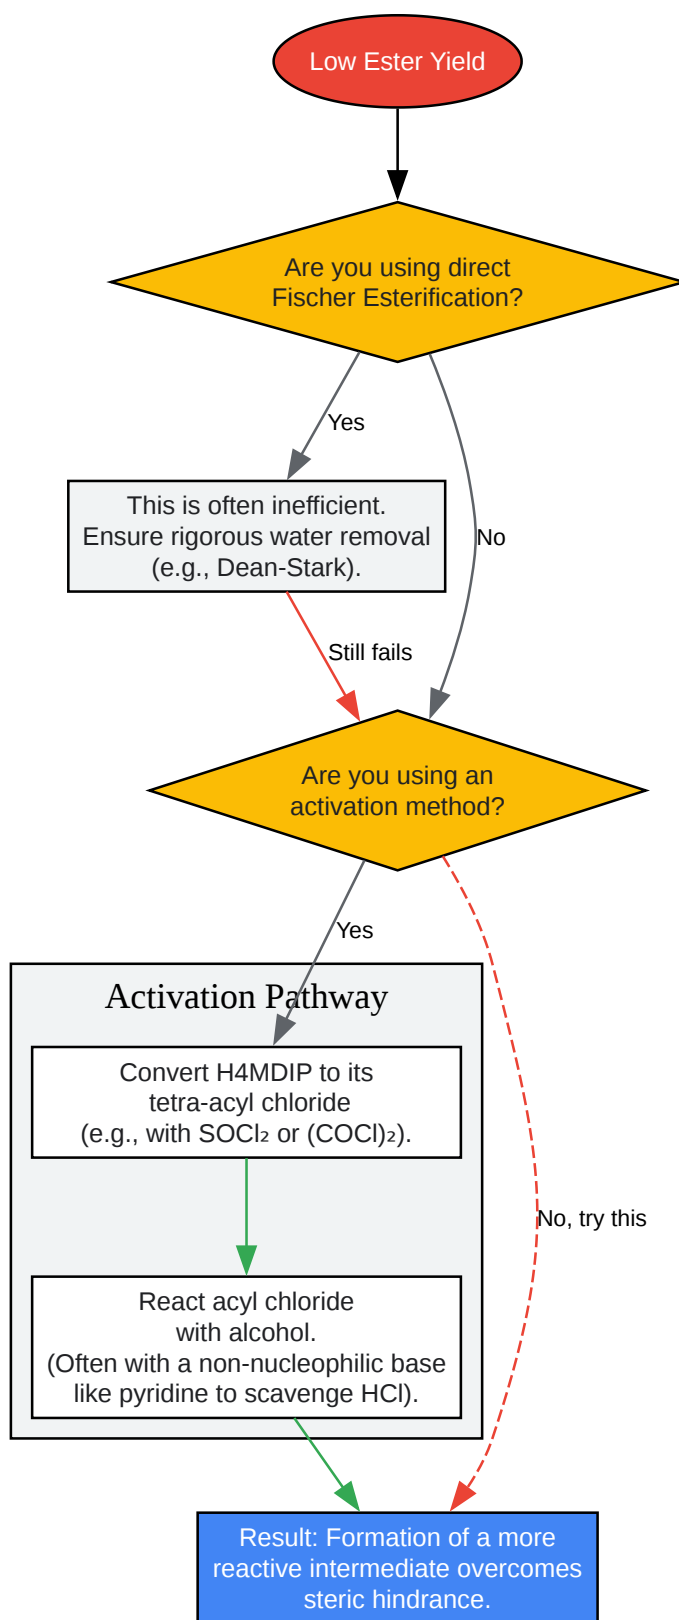 Low Ester Yield
Are you using direct
Fischer Esterification?
Yes
This is often inefficient.
Ensure rigorous water removal
(e.g., Dean-Stark).
No
Still fails
Are you using an
activation method?
Yes
Activation Pathway
Convert H4MDIP to its
tetra-acyl chloride
(e.g., with SOCl₂ or (COCl)₂).
No, try this
React acyl chloride
with alcohol.
(Often with a non-nucleophilic base
like pyridine to scavenge HCl).
Result: Formation of a more
reactive intermediate overcomes
steric hindrance.